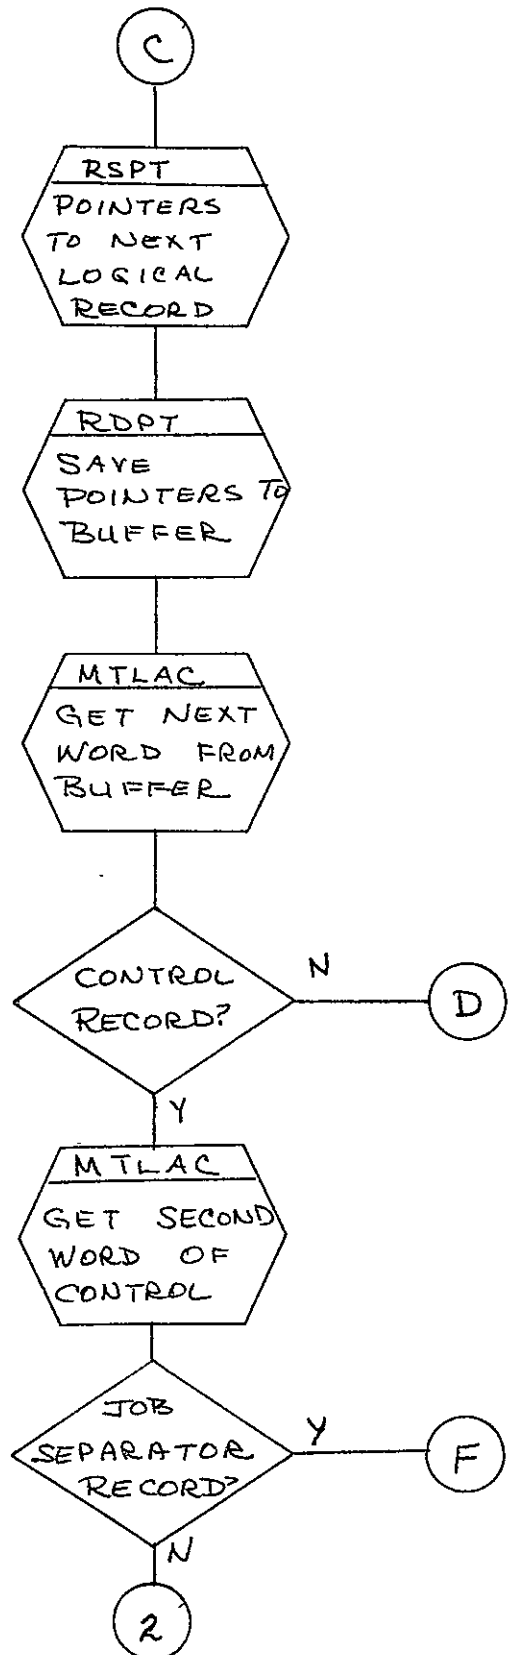 C
RSPT
POINTERS
TO NEXT
LOGICAL
RECORD
RDPT
SAVE
POINTERS TO
BUFFER
MTLAC
GET NEXT
WORD FROM
BUFFER
CONTROL
RECORD?
N
D
Y
MTLAC
GET SECOND
WORD OF
CONTROL
JOB
SEPARATOR
RECORD?
Y
F
N
2